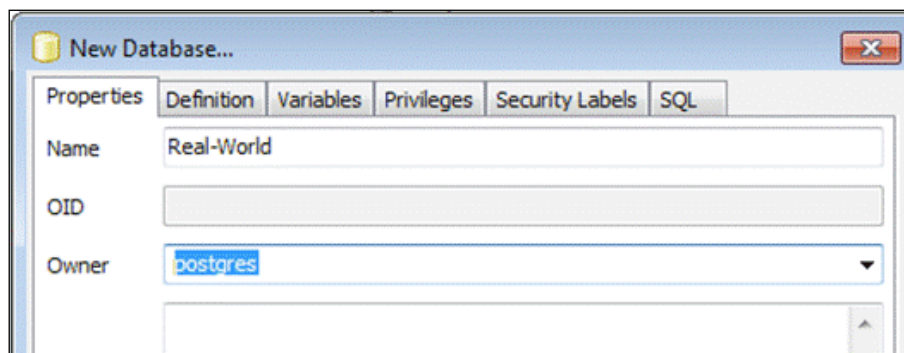 New Database...
Properties Definition Variables Privileges Security Labels SQL
Name Real-World
OID
Owner postgres